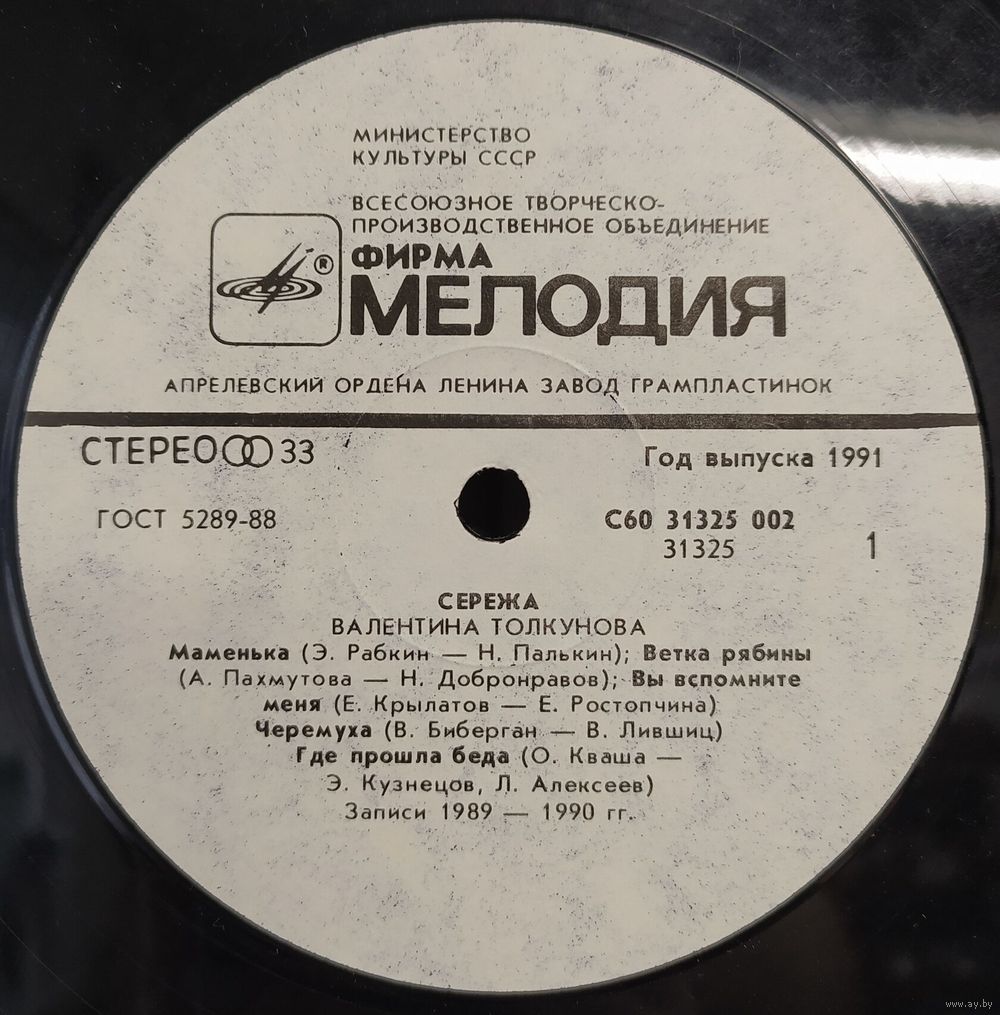 МИНИСТЕРСТВО
КУЛЬТУРЫ СССР
ВСЕСОЮЗНОЕ ТВОРЧЕСКО-
ПРОИЗВОДСТВЕННОЕ ОБЪЕДИНЕНИЕ
ФИРМА
МЕЛОДИЯ
®
АПРЕЛЕВСКИЙ ОРДЕНА ЛЕНИНА ЗАВОД ГРАМПЛАСТИНОК
СТЕРЕО 33
Год выпуска 1991
ГОСТ 5289-88
С60 31325 002
31325
1
СЕРЕЖА
ВАЛЕНТИНА ТОЛКУНОВА
Маменька (Э. Рабкин — Н. Палькин); Ветка рябины
(А. Пахмутова — Н. Добронравов); Вы вспомните
меня (Е. Крылатов — Е. Ростопчина)
Черемуха (В. Биберган — В. Лившиц)
Где прошла беда (О. Кваша —
Э. Кузнецов, Л. Алексеев)
Записи 1989 — 1990 гг.
www.ay.by